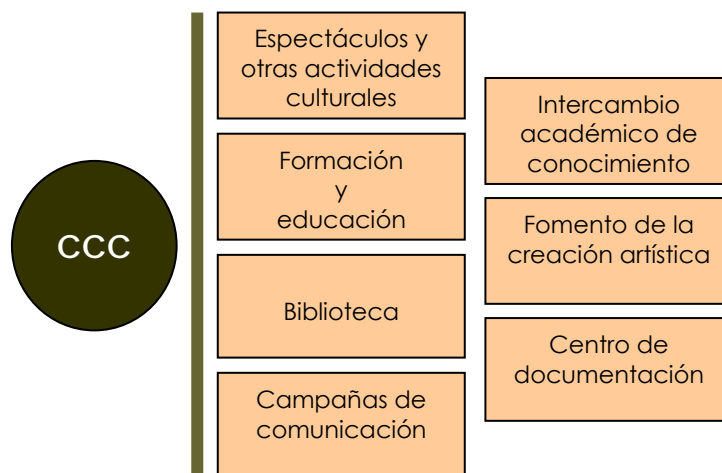 CCC
Espectáculos y
otras actividades
culturales
Formación
y
educación
Biblioteca
Campañas de
comunicación
Intercambio
académico de
conocimiento
Fomento de la
creación artística
Centro de
documentación